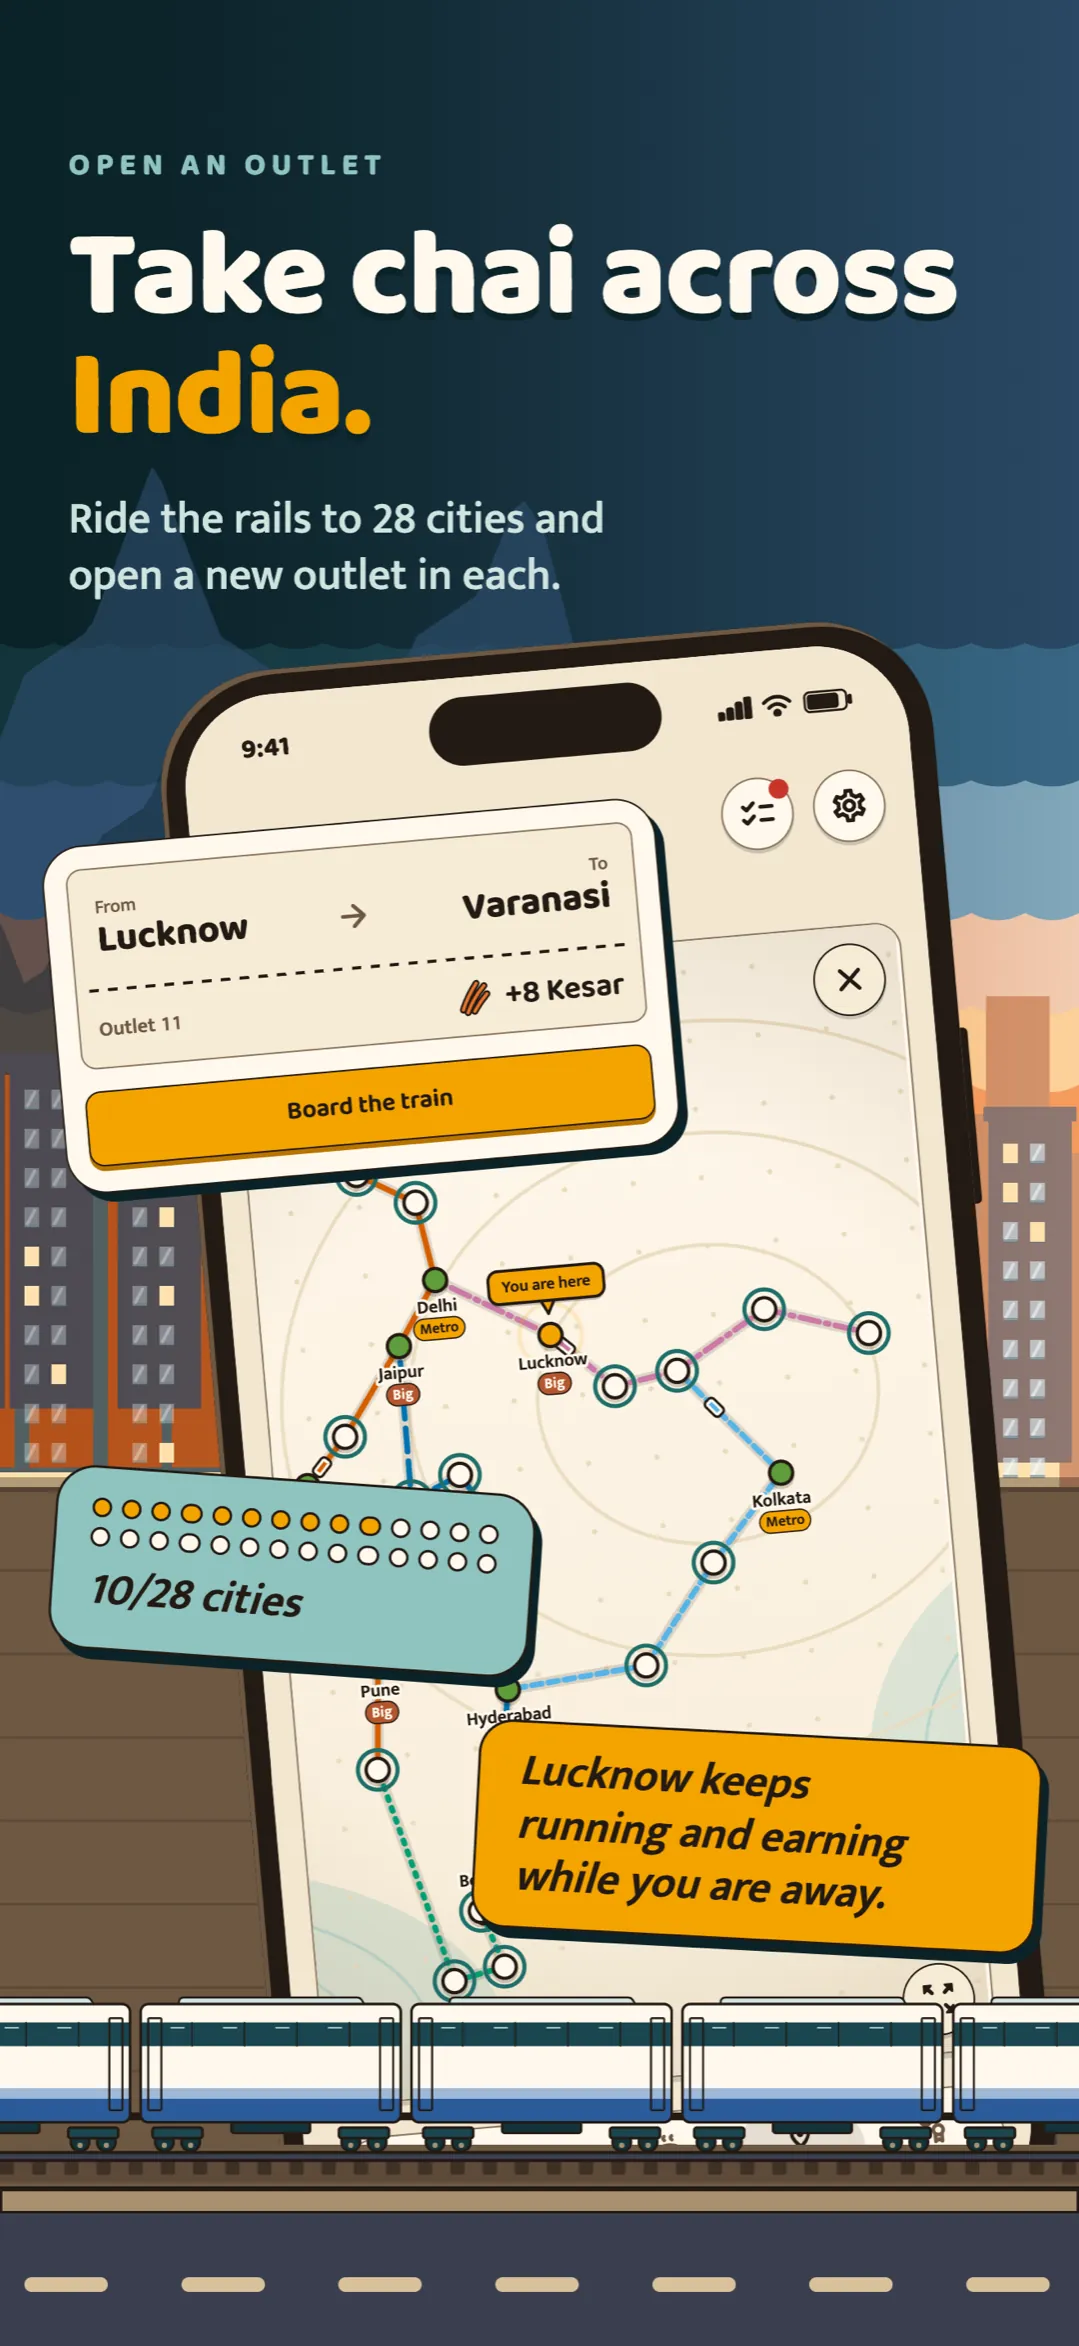 OPEN AN OUTLET
Take chai across
India.
Ride the rails to 28 cities and
open a new outlet in each.
9:41
From
To
Lucknow
Varanasi
+8 Kesar
Outlet 11
Board the train
You are here
Delhi
Metro
Lucknow
Big
Jaipur
Big
Kolkata
Metro
10/28 cities
Pune
Big
Hyderabad
Lucknow keeps
running and earning
while you are away.